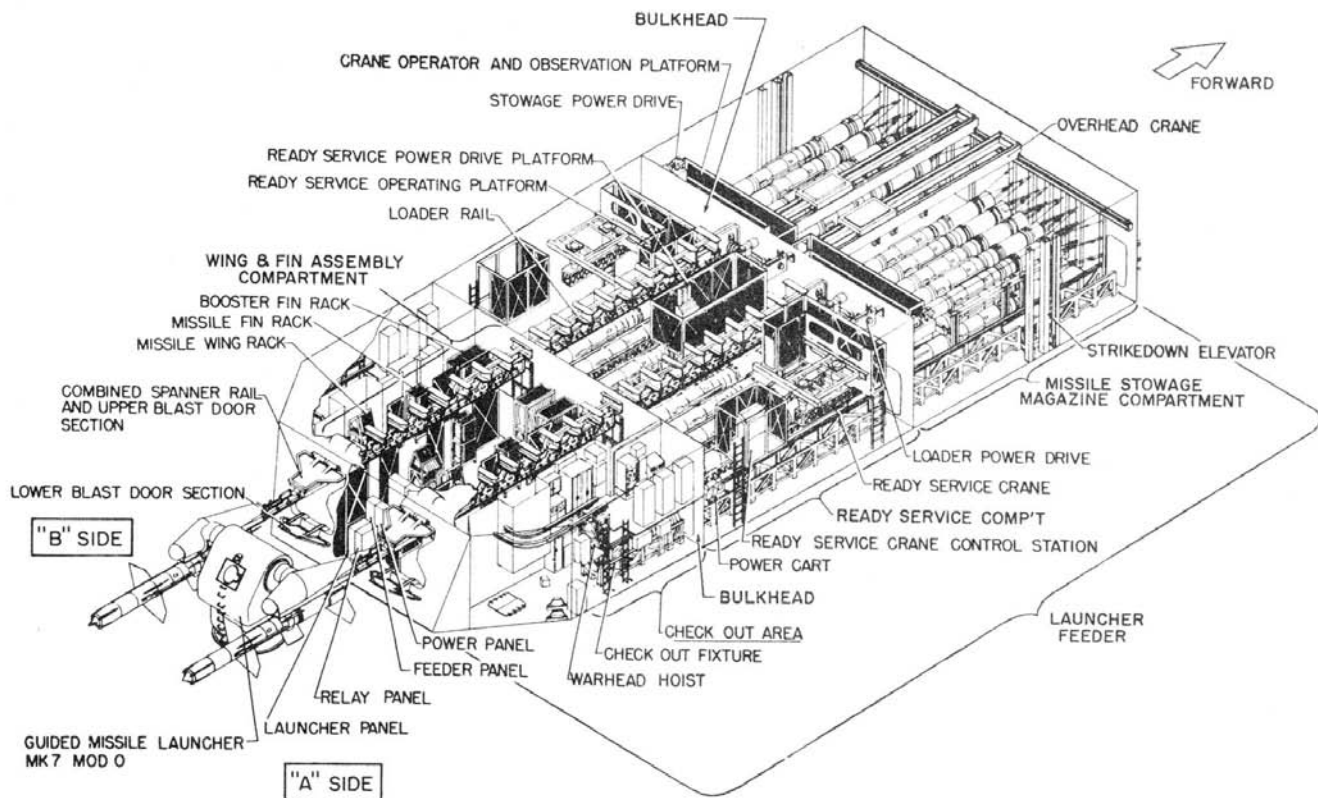 BULKHEAD
CRANE OPERATOR AND OBSERVATION PLATFORM
STOWAGE POWER DRIVE
FORWARD
OVERHEAD CRANE
READY SERVICE POWER DRIVE PLATFORM
READY SERVICE OPERATING PLATFORM
LOADER RAIL
WING & FIN ASSEMBLY
COMPARTMENT
BOOSTER FIN RACK
MISSILE FIN RACK
MISSILE WING RACK
COMBINED SPANNER RAIL
AND UPPER BLAST DOOR
SECTION
LOWER BLAST DOOR SECTION
"B" SIDE
STRIKEDOWN ELEVATOR
MISSILE STOWAGE
MAGAZINE COMPARTMENT
LOADER POWER DRIVE
READY SERVICE CRANE
READY SERVICE COMP'T
READY SERVICE CRANE CONTROL STATION
POWER CART
BULKHEAD
LAUNCHER
FEEDER
CHECK OUT AREA
CHECK OUT FIXTURE
WARHEAD HOIST
POWER PANEL
FEEDER PANEL
RELAY PANEL
LAUNCHER PANEL
GUIDED MISSILE LAUNCHER
MK 7 MOD 0
"A" SIDE